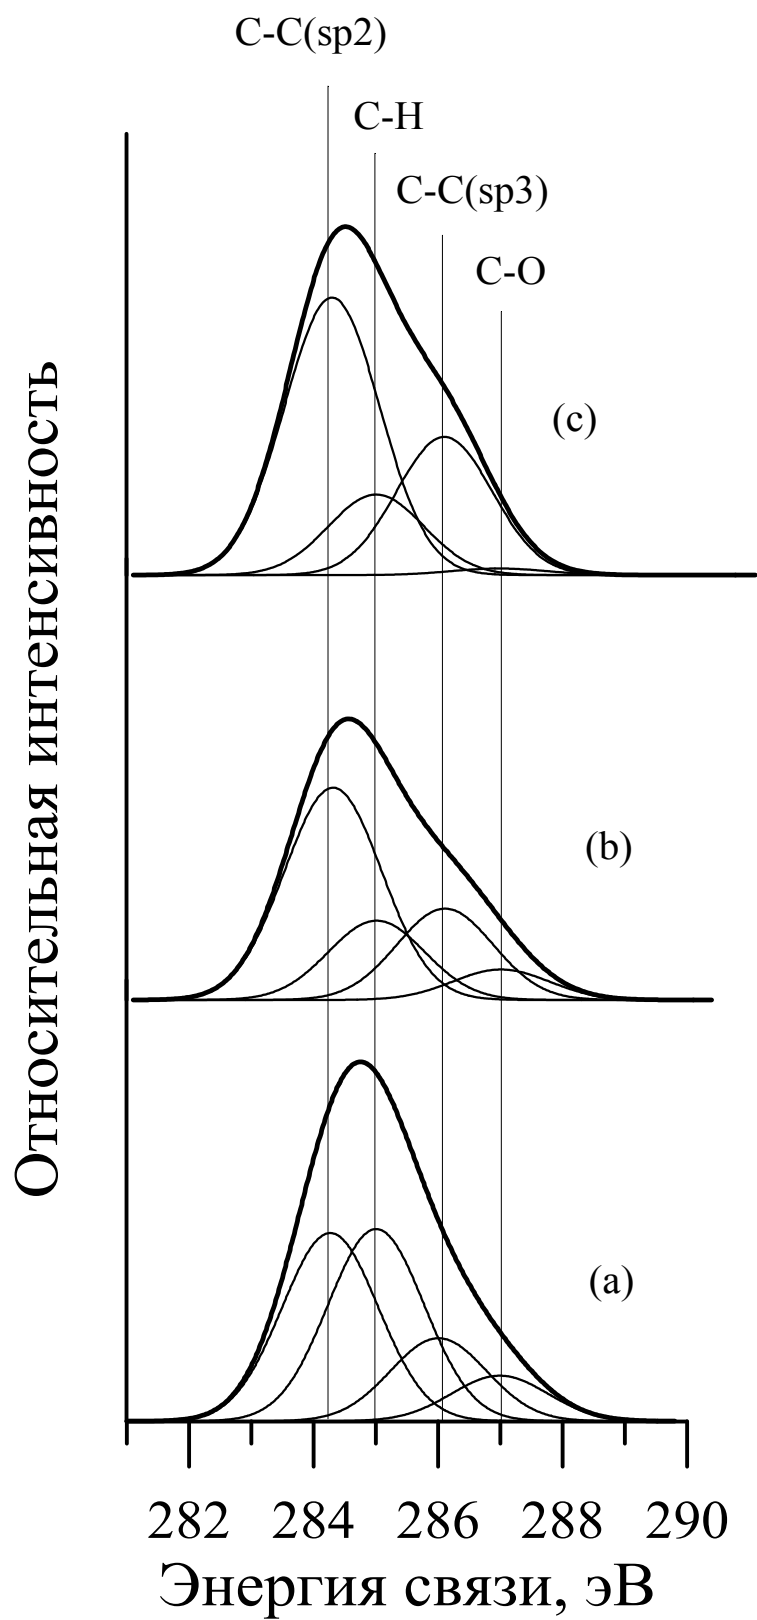 C-C(sp2)
C-H
C-C(sp3)
C-O
(c)
(b)
(a)
Относительная интенсивность
282 284 286 288 290
Энергия связи, эВ